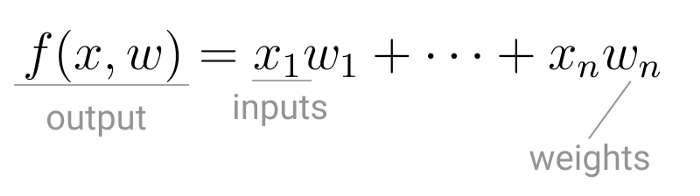 f(x, w) = x₁w₁ + ··· + xₙwₙ
output
inputs
weights